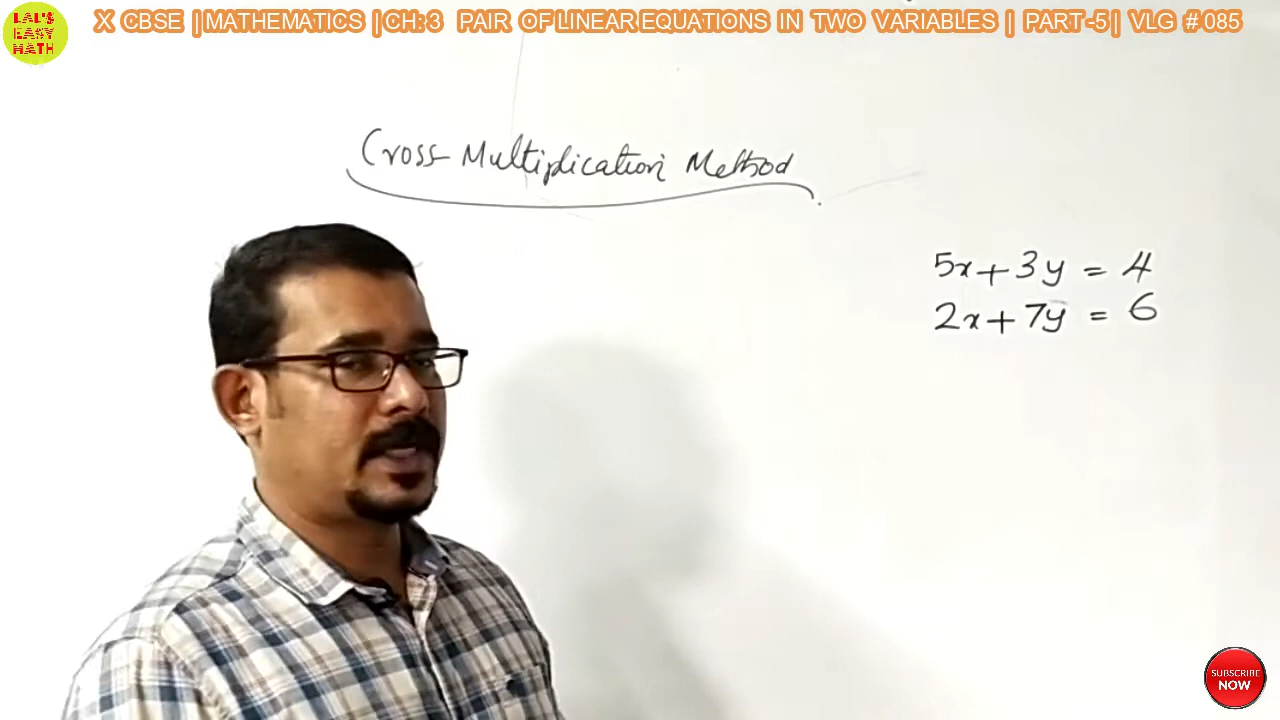 LAL'S
EASY
MATH
X CBSE | MATHEMATICS | CH: 3 PAIR OF LINEAR EQUATIONS IN TWO VARIABLES | PART -5 | VLG # 085
Cross Multiplication Method
5x + 3y = 4
2x + 7y = 6
SUBSCRIBE
NOW